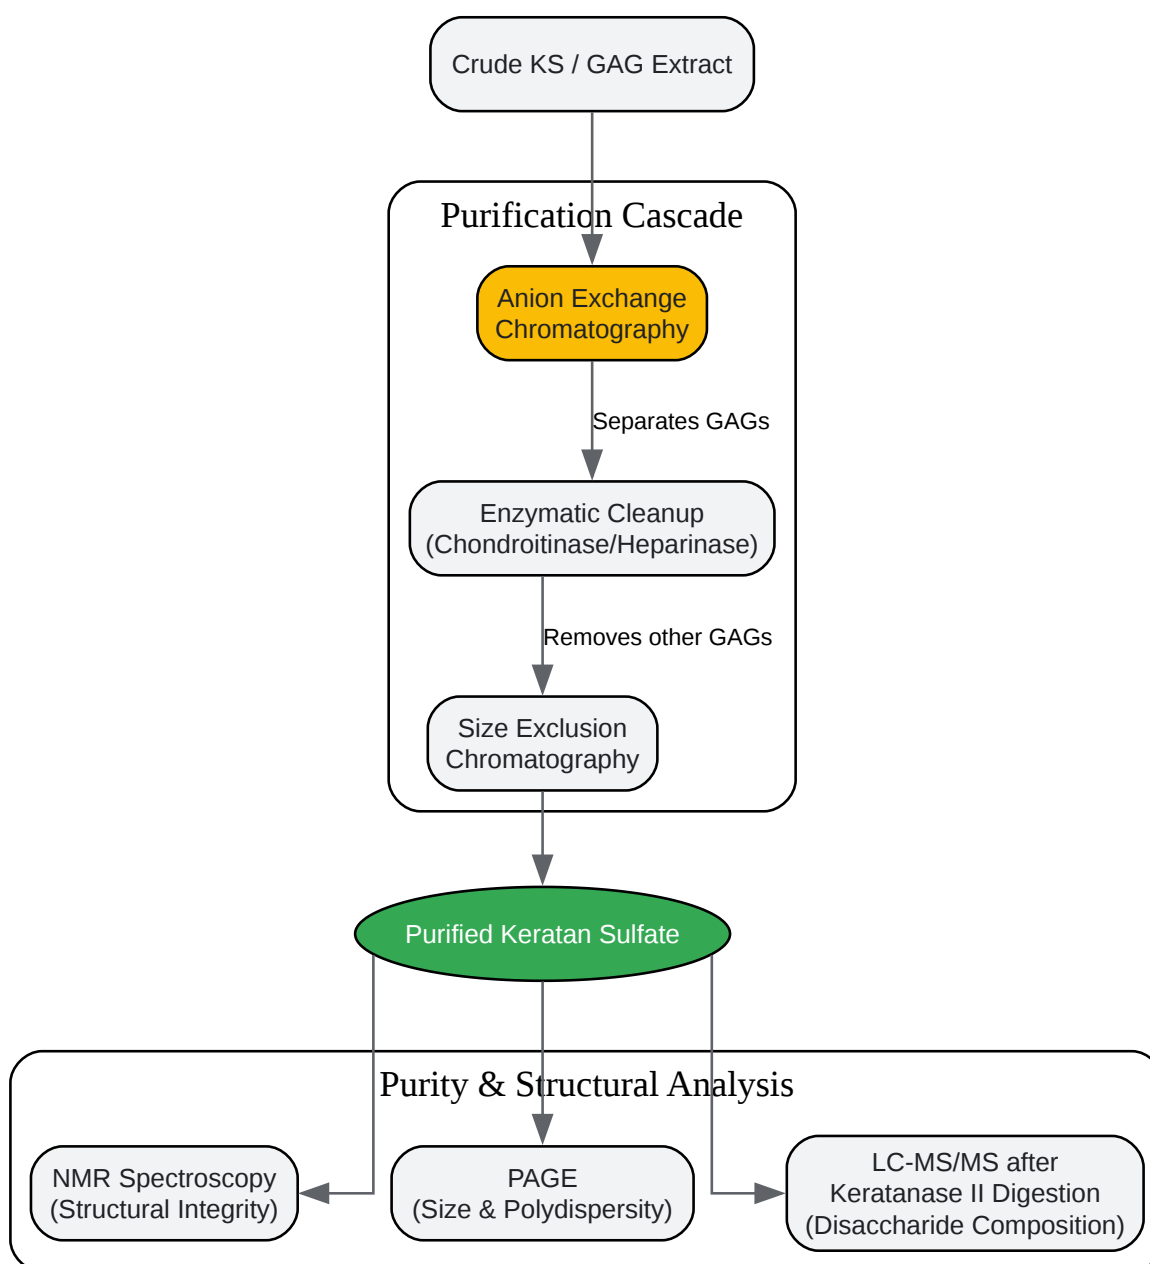 Crude KS / GAG Extract
Purification Cascade
Anion Exchange
Chromatography
Separates GAGs
Enzymatic Cleanup
(Chondroitinase/Heparinase)
Removes other GAGs
Size Exclusion
Chromatography
Purified Keratan Sulfate
Purity & Structural Analysis
NMR Spectroscopy
(Structural Integrity)
PAGE
(Size & Polydispersity)
LC-MS/MS after
Keratanase II Digestion
(Disaccharide Composition)